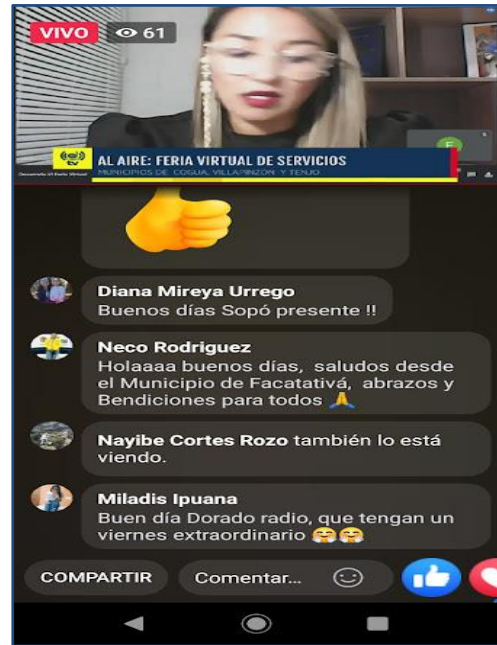 VIVO 61
AL AIRE: FERIA VIRTUAL DE SERVICIOS
MUNICIPIOS DE COGUA, VILLAPINZÓN Y TENJO
Diana Mireya Urrego
Buenos días Sopó presente !!
Neco Rodriguez
Holaaaa buenos días, saludos desde
el Municipio de Facatativá, abrazos y
Bendiciones para todos 🙏
Nayibe Cortes Rozo también lo está
viendo.
Miladis Ipuana
Buen día Dorado radio, que tengan un
viernes extraordinario 🤗🤗
COMPARTIR Comentar...